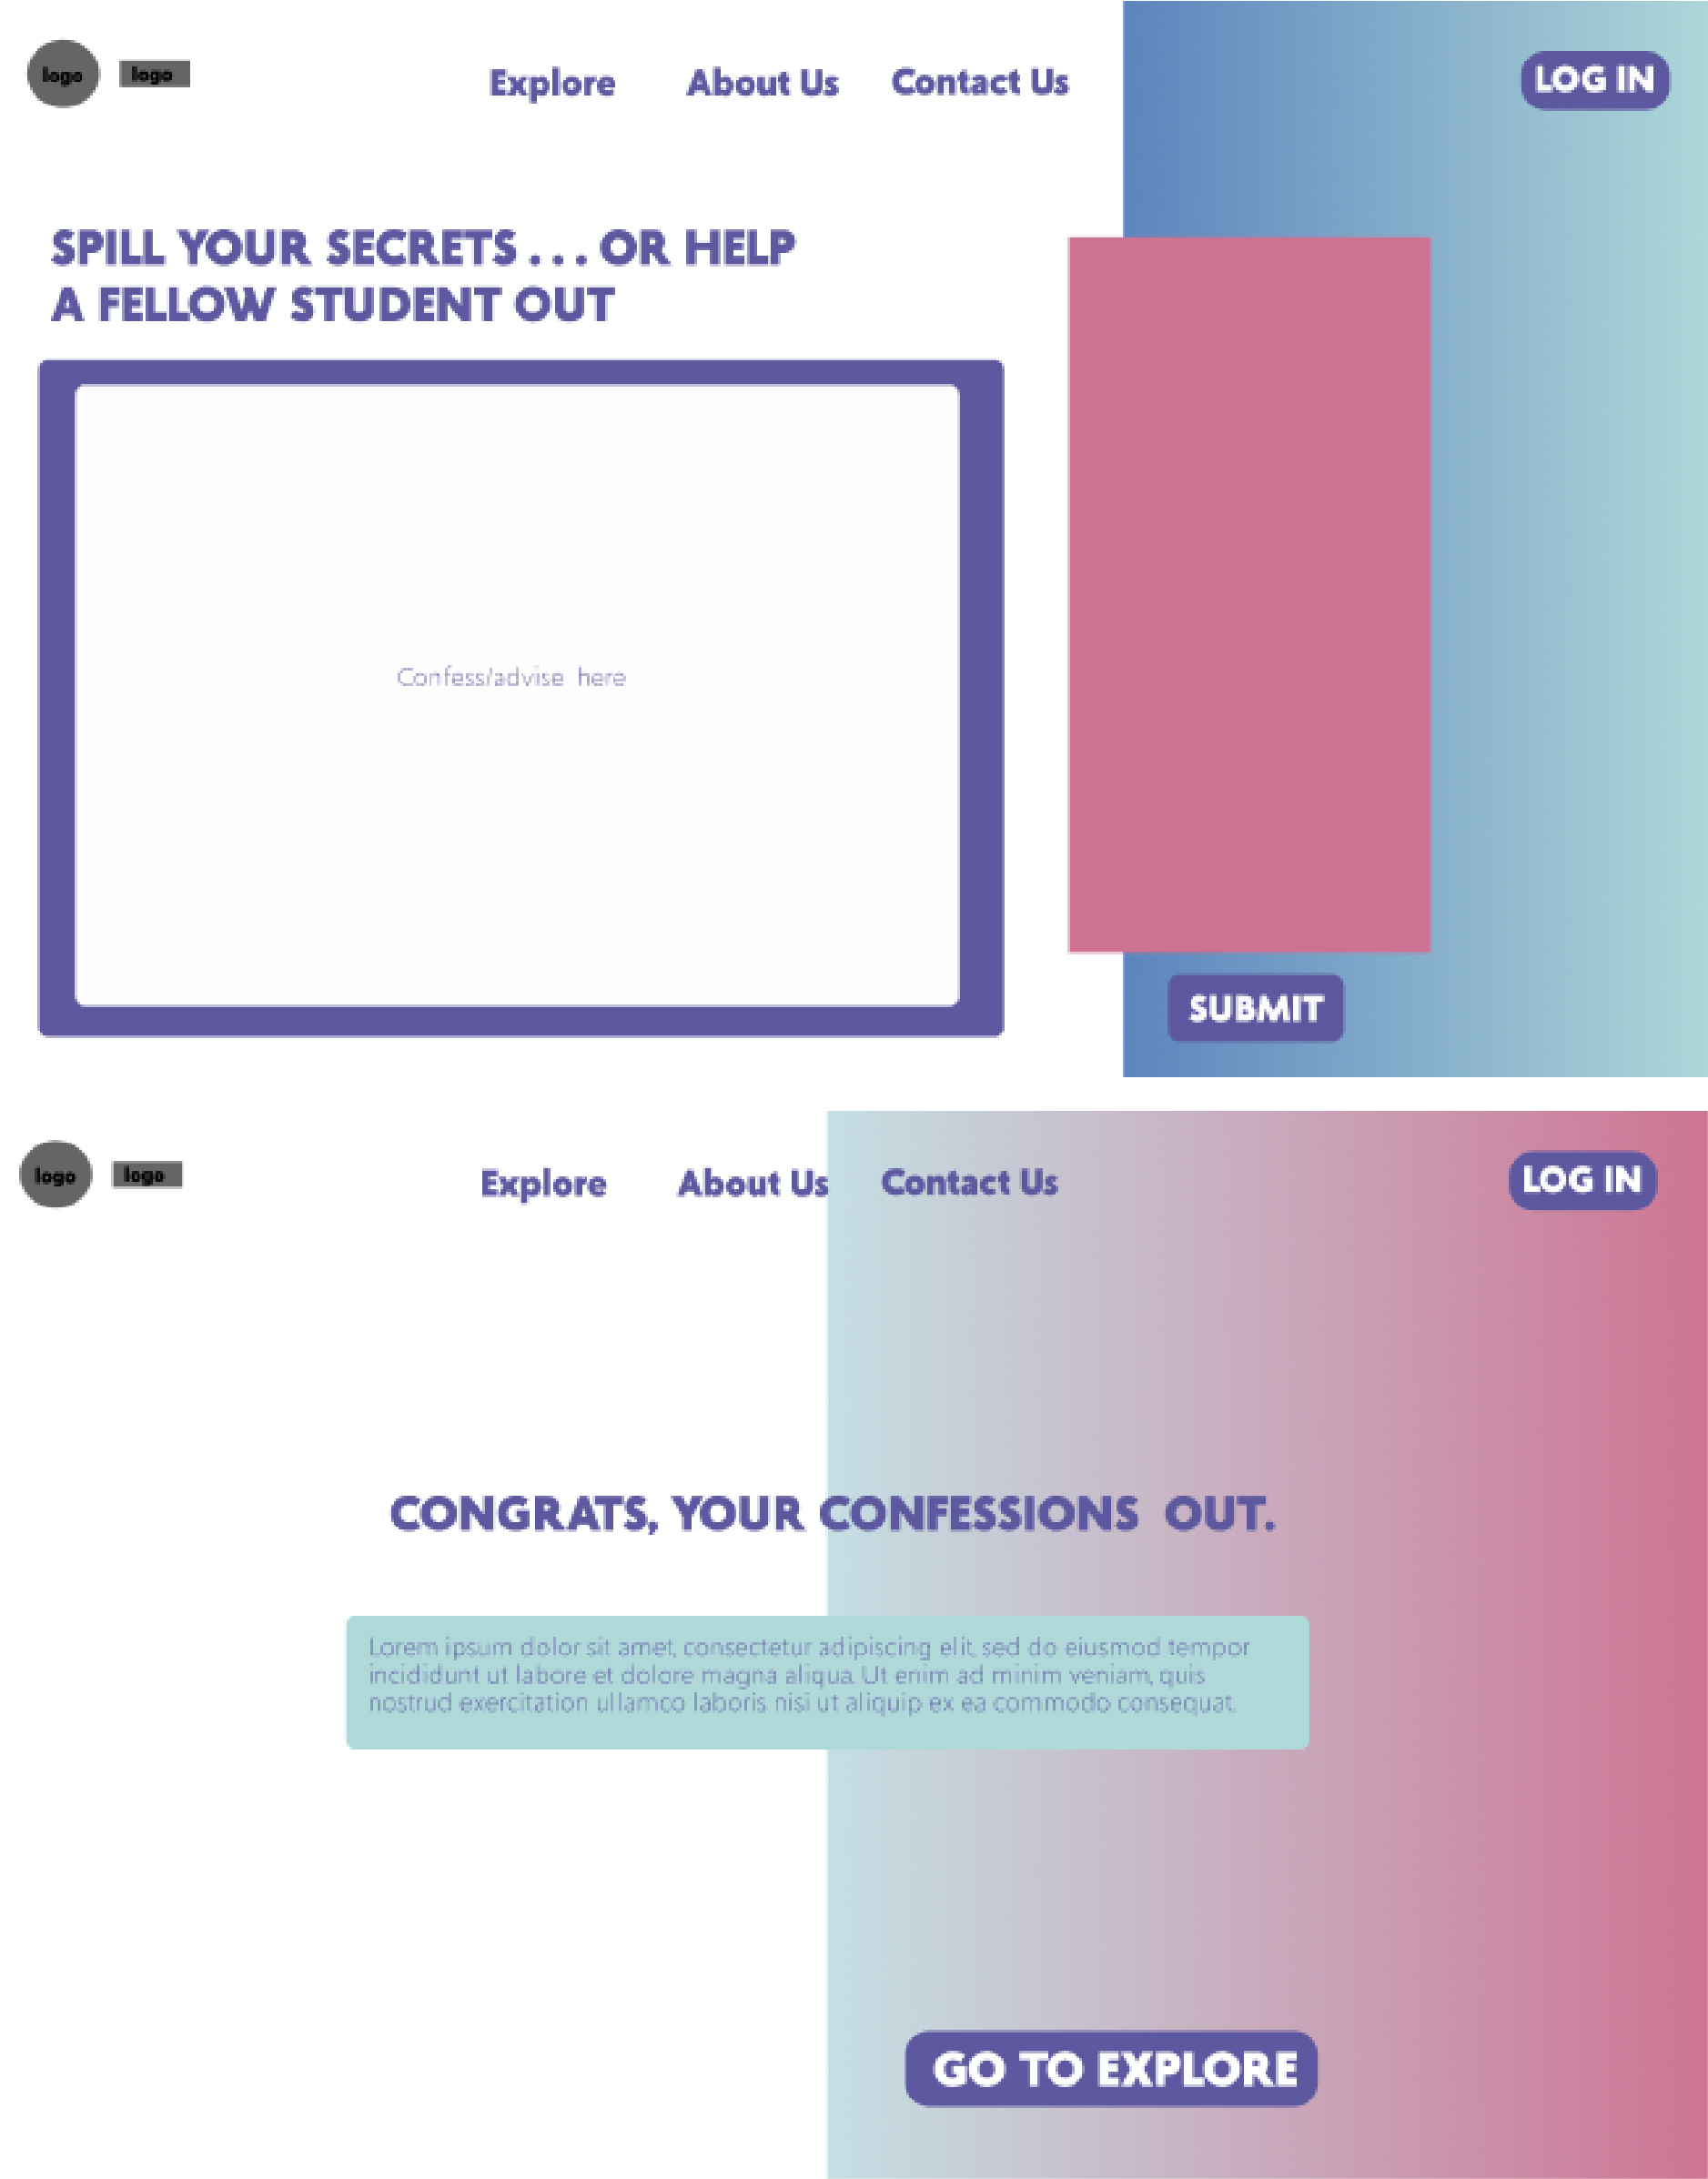 logo
logo
Explore
About Us
Contact Us
LOG IN
SPILL YOUR SECRETS . . . OR HELP
A FELLOW STUDENT OUT
Confess/advise here
SUBMIT
logo
logo
Explore
About Us
Contact Us
LOG IN
CONGRATS, YOUR CONFESSIONS OUT.
Lorem ipsum dolor sit amet, consectetur adipiscing elit, sed do eiusmod tempor
incididunt ut labore et dolore magna aliqua. Ut enim ad minim veniam, quis
nostrud exercitation ullamco laboris nisi ut aliquip ex ea commodo consequat.
GO TO EXPLORE